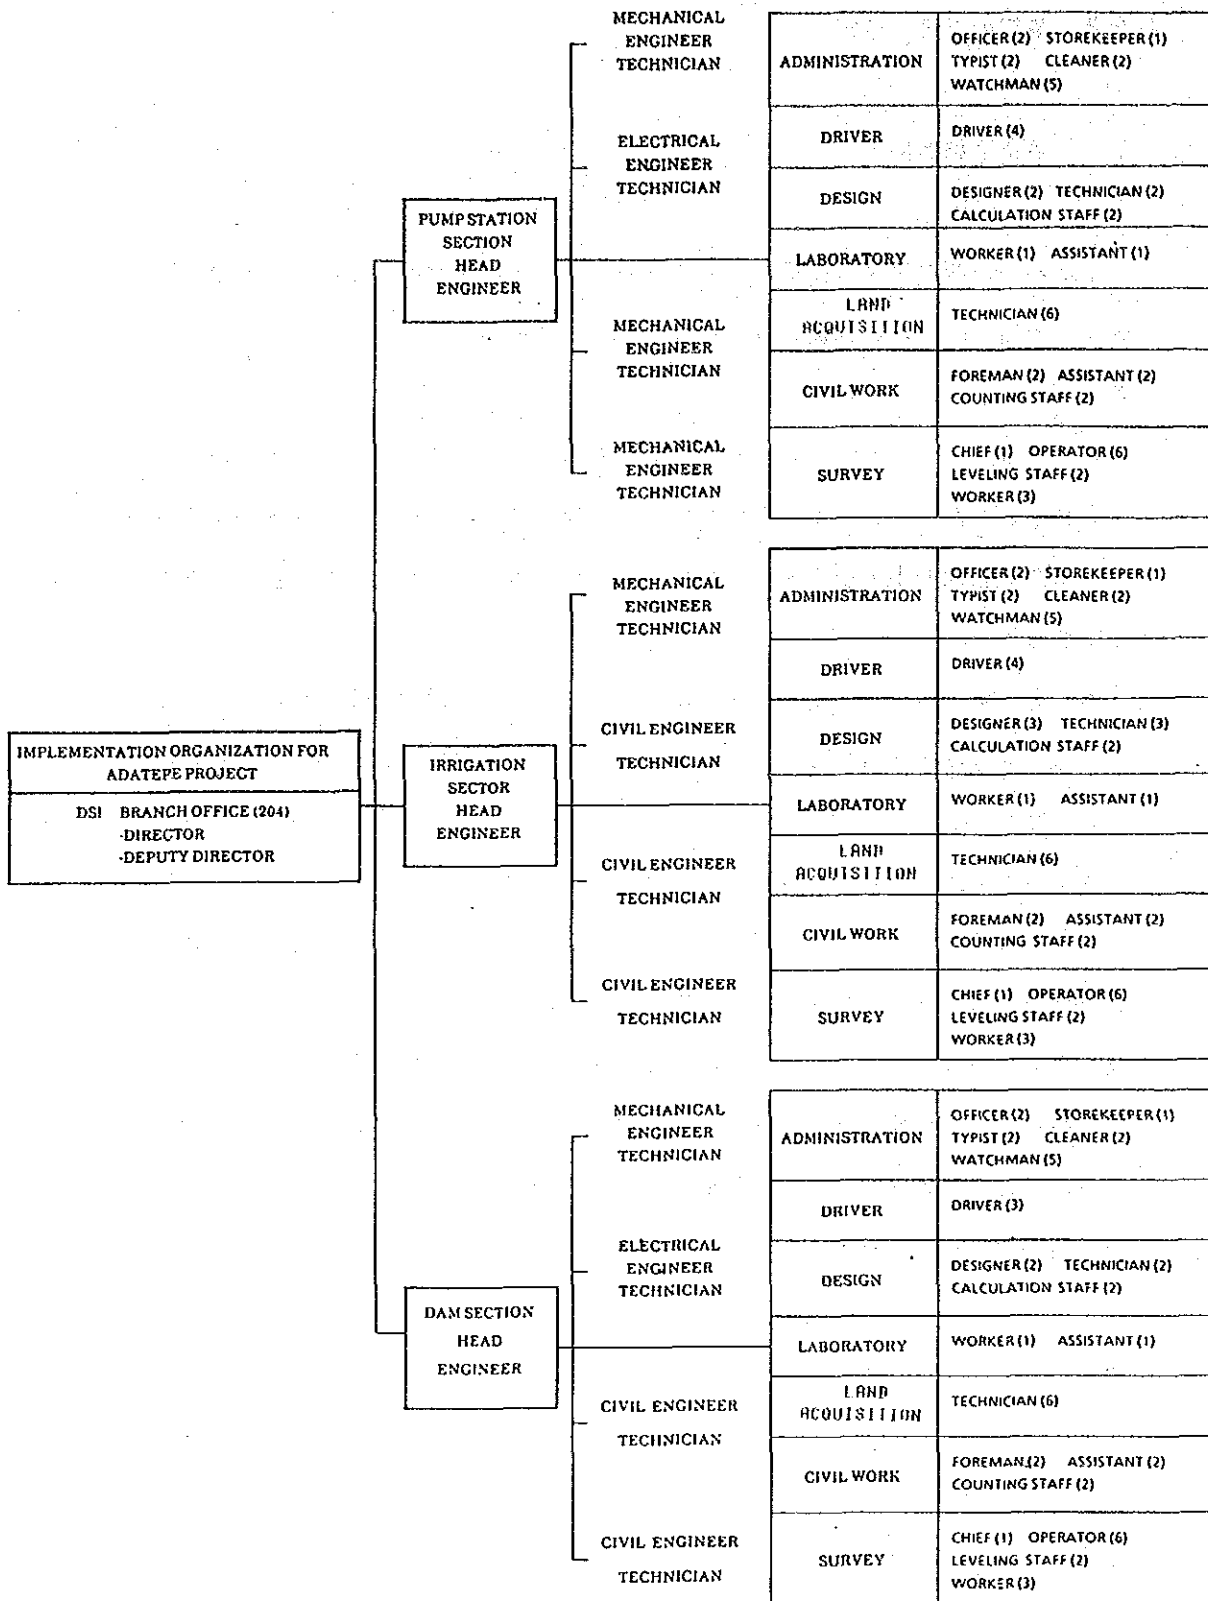 IMPLEMENTATION ORGANIZATION FOR
ADATEPE PROJECT
DSI BRANCH OFFICE (204)
-DIRECTOR
-DEPUTY DIRECTOR
PUMP STATION
SECTION
HEAD
ENGINEER
MECHANICAL
ENGINEER
TECHNICIAN
ELECTRICAL
ENGINEER
TECHNICIAN
MECHANICAL
ENGINEER
TECHNICIAN
MECHANICAL
ENGINEER
TECHNICIAN
ADMINISTRATION
OFFICER (2) STOREKEEPER (1)
TYPIST (2) CLEANER (2)
WATCHMAN (5)
DRIVER
DRIVER (4)
DESIGN
DESIGNER (2) TECHNICIAN (2)
CALCULATION STAFF (2)
LABORATORY
WORKER (1) ASSISTANT (1)
LAND
ACQUISITION
TECHNICIAN (6)
CIVIL WORK
FOREMAN (2) ASSISTANT (2)
COUNTING STAFF (2)
SURVEY
CHIEF (1) OPERATOR (6)
LEVELING STAFF (2)
WORKER (3)
IRRIGATION
SECTOR
HEAD
ENGINEER
MECHANICAL
ENGINEER
TECHNICIAN
CIVIL ENGINEER
TECHNICIAN
CIVIL ENGINEER
TECHNICIAN
CIVIL ENGINEER
TECHNICIAN
ADMINISTRATION
OFFICER (2) STOREKEEPER (1)
TYPIST (2) CLEANER (2)
WATCHMAN (5)
DRIVER
DRIVER (4)
DESIGN
DESIGNER (3) TECHNICIAN (3)
CALCULATION STAFF (2)
LABORATORY
WORKER (1) ASSISTANT (1)
LAND
ACQUISITION
TECHNICIAN (6)
CIVIL WORK
FOREMAN (2) ASSISTANT (2)
COUNTING STAFF (2)
SURVEY
CHIEF (1) OPERATOR (6)
LEVELING STAFF (2)
WORKER (3)
DAM SECTION
HEAD
ENGINEER
MECHANICAL
ENGINEER
TECHNICIAN
ELECTRICAL
ENGINEER
TECHNICIAN
CIVIL ENGINEER
TECHNICIAN
CIVIL ENGINEER
TECHNICIAN
ADMINISTRATION
OFFICER (2) STOREKEEPER (1)
TYPIST (2) CLEANER (2)
WATCHMAN (5)
DRIVER
DRIVER (3)
DESIGN
DESIGNER (2) TECHNICIAN (2)
CALCULATION STAFF (2)
LABORATORY
WORKER (1) ASSISTANT (1)
LAND
ACQUISITION
TECHNICIAN (6)
CIVIL WORK
FOREMAN (2) ASSISTANT (2)
COUNTING STAFF (2)
SURVEY
CHIEF (1) OPERATOR (6)
LEVELING STAFF (2)
WORKER (3)